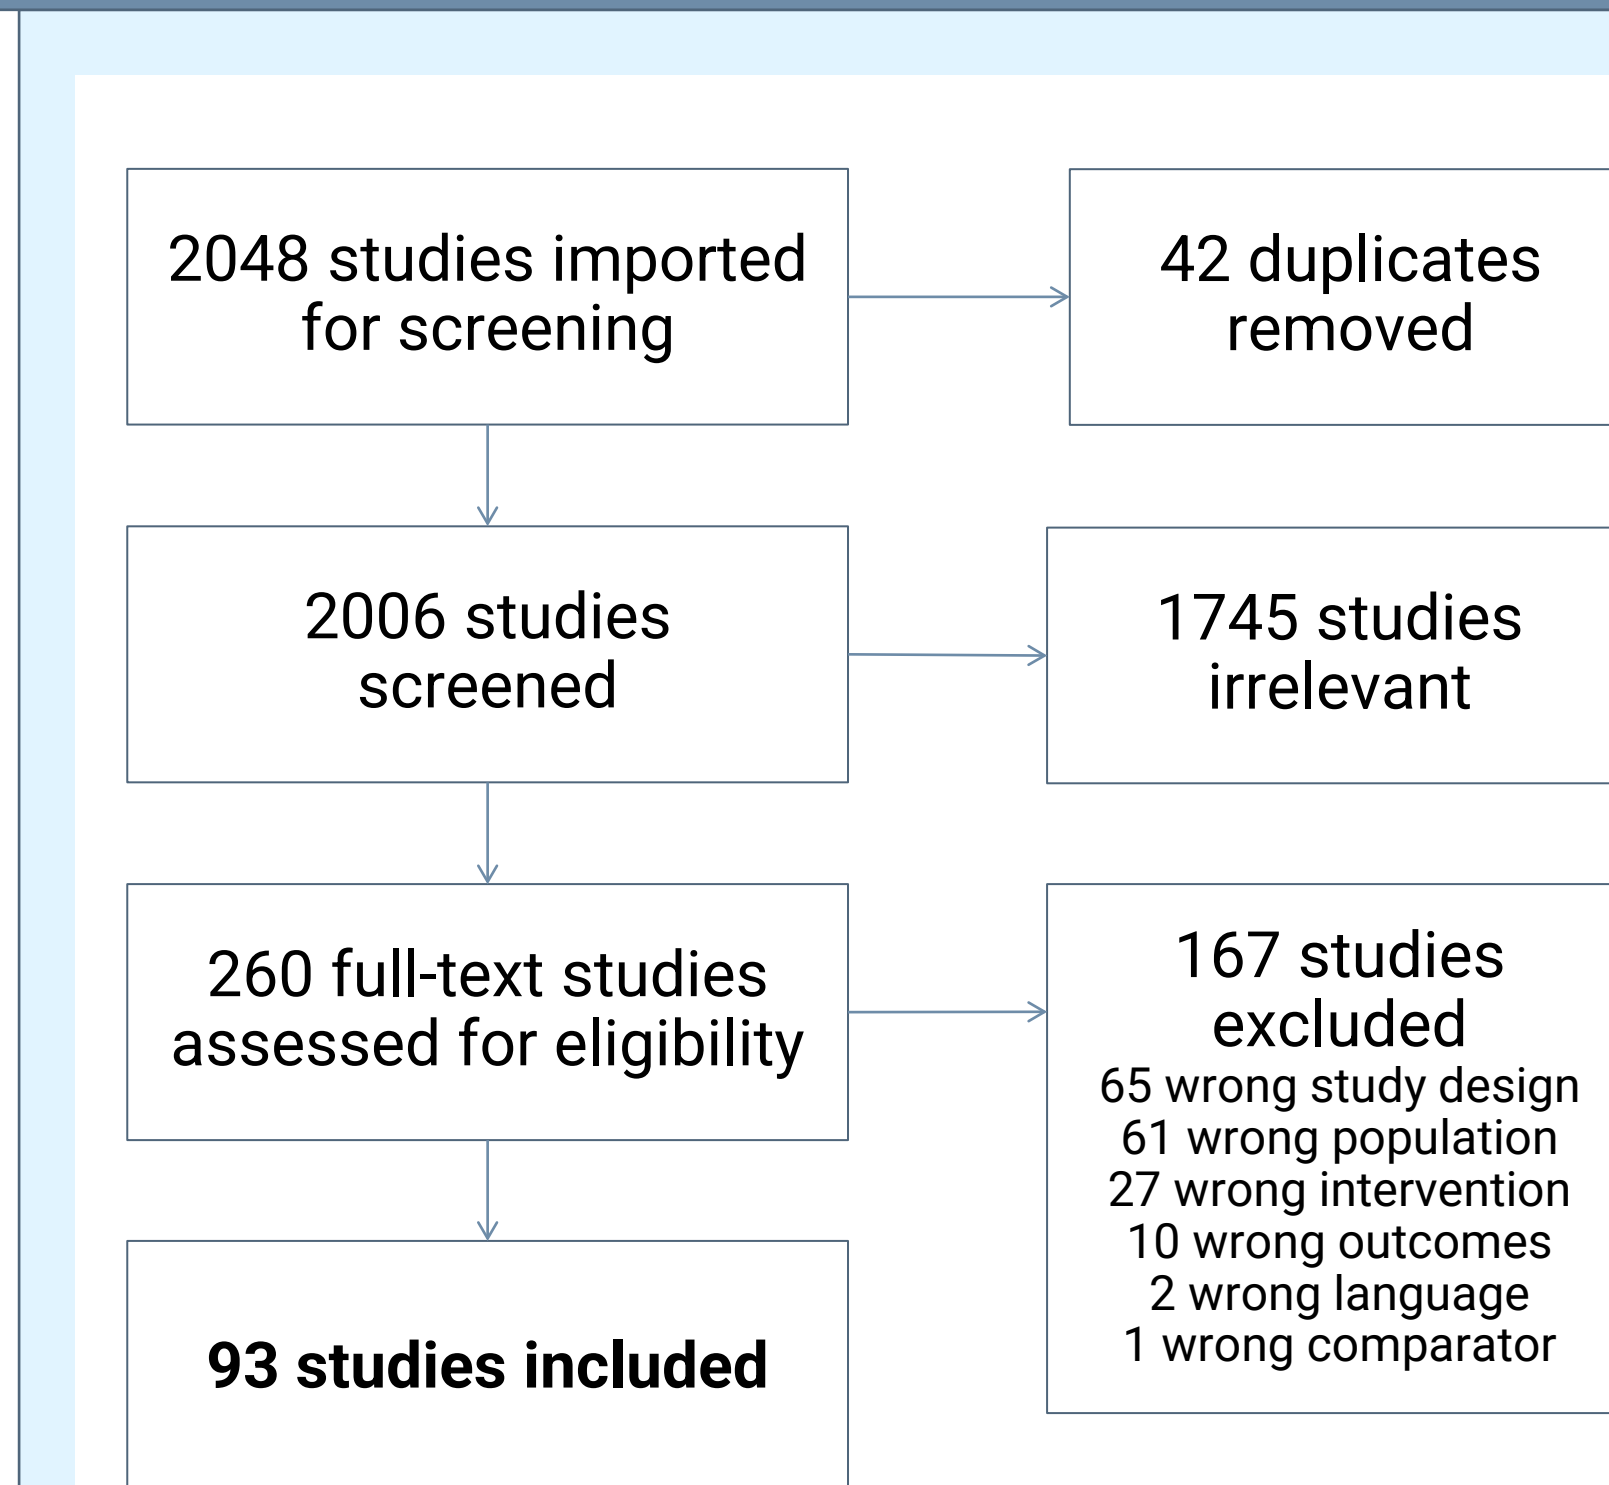 2048 studies imported
for screening
42 duplicates
removed
2006 studies
screened
1745 studies
irrelevant
260 full-text studies
assessed for eligibility
167 studies
excluded
65 wrong study design
61 wrong population
27 wrong intervention
10 wrong outcomes
2 wrong language
1 wrong comparator
93 studies included